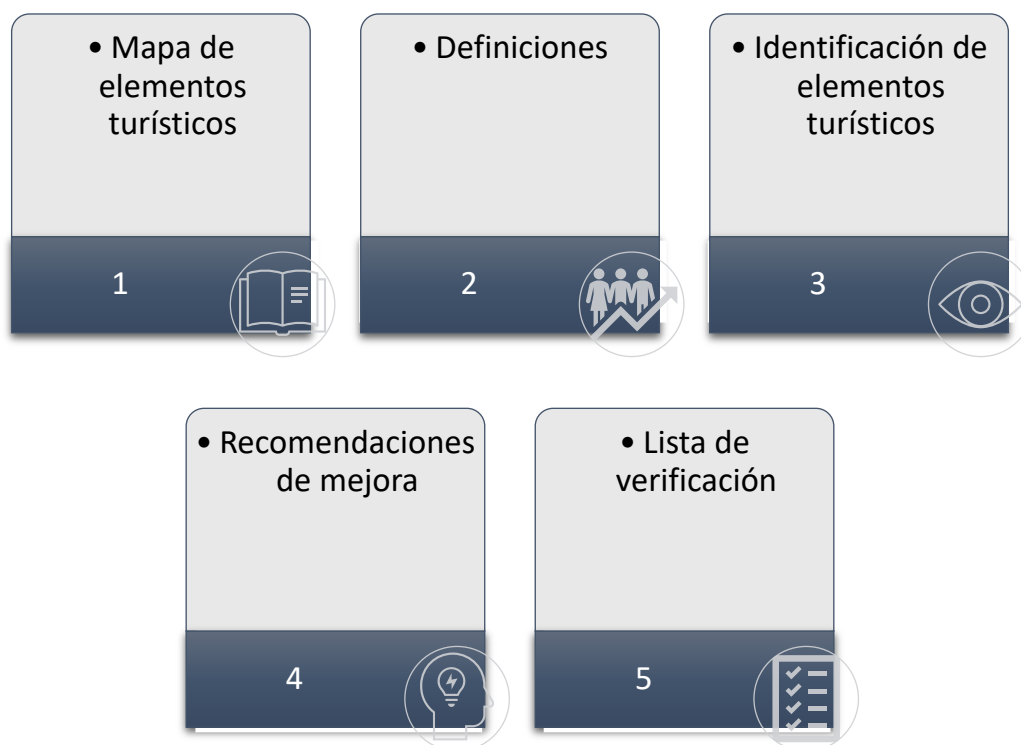 • Mapa de
elementos
turísticos
1
• Definiciones
2
• Identificación de
elementos
turísticos
3
• Recomendaciones
de mejora
4
• Lista de
verificación
5